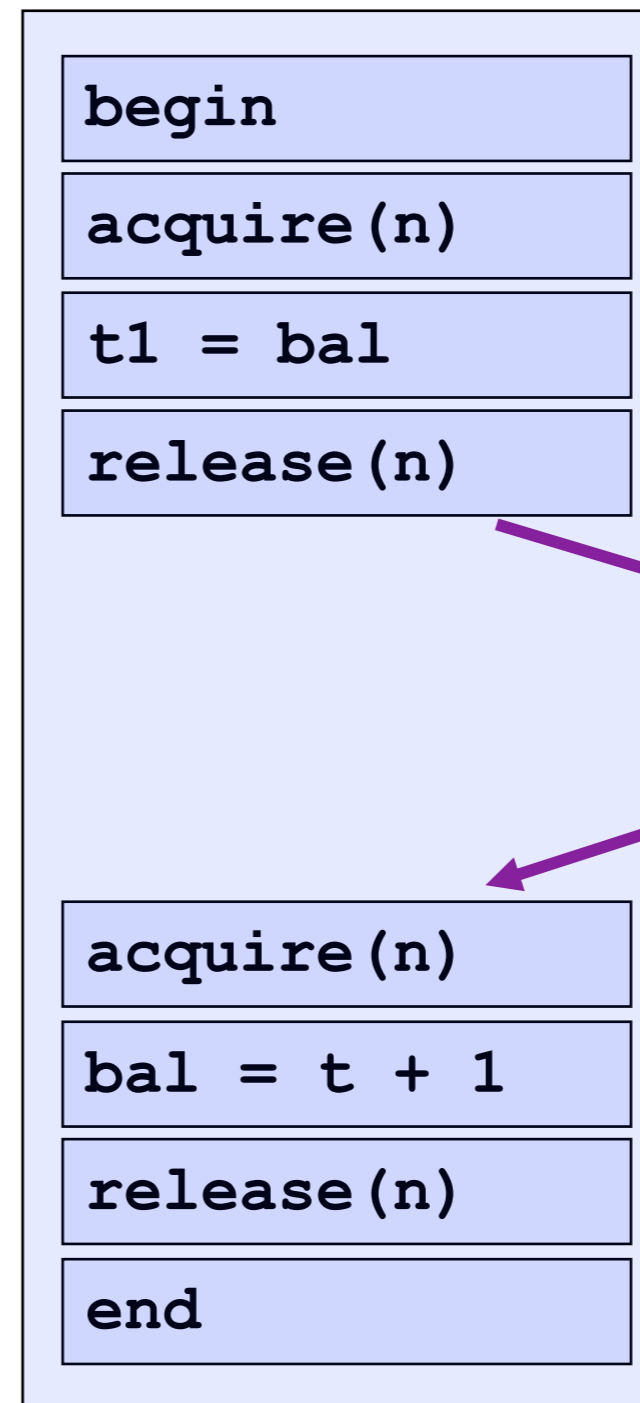 begin
acquire(n)
t1 = bal
release(n)
acquire(n)
bal = t + 1
release(n)
end